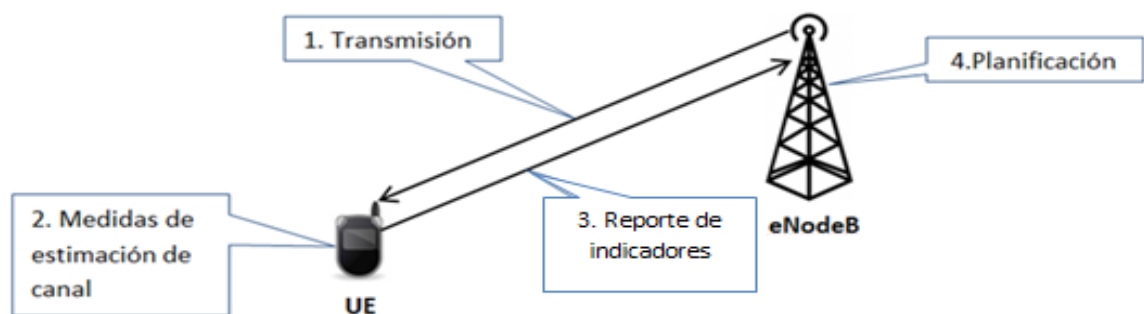 1. Transmisión
4.Planificación
2. Medidas de
estimación de
canal
3. Reporte de
indicadores
eNodeB
UE